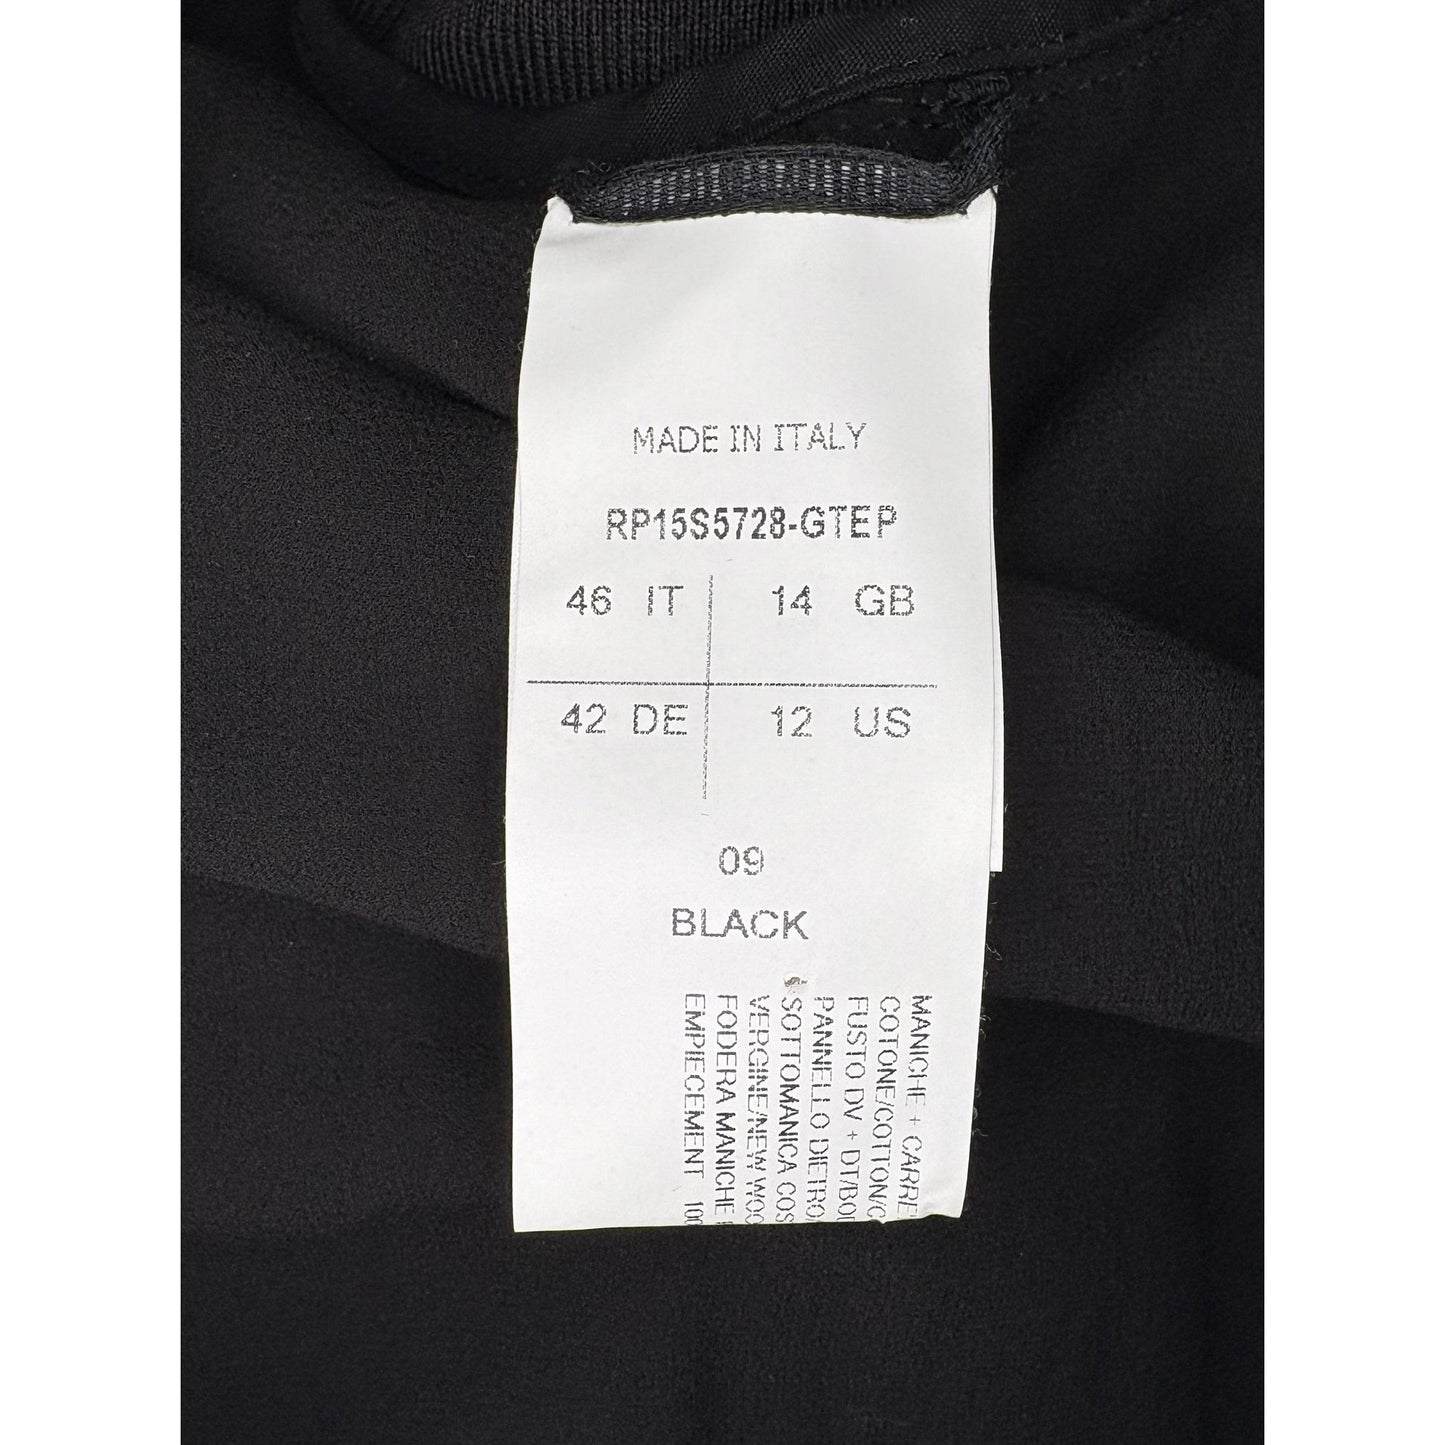 MADE IN ITALY
RP15S5728-GTEP
46 IT 14 GB
42 DE 12 US
09
BLACK
MANICHE + CARRE
COTONE/COTTON/C
FUSTO DV + DT/BOD
PANNELLO DIETRO
SOTTOMANICA COS
VERGINE/NEW WOO
FODERA MANICHE
EMPIECEMENT 100